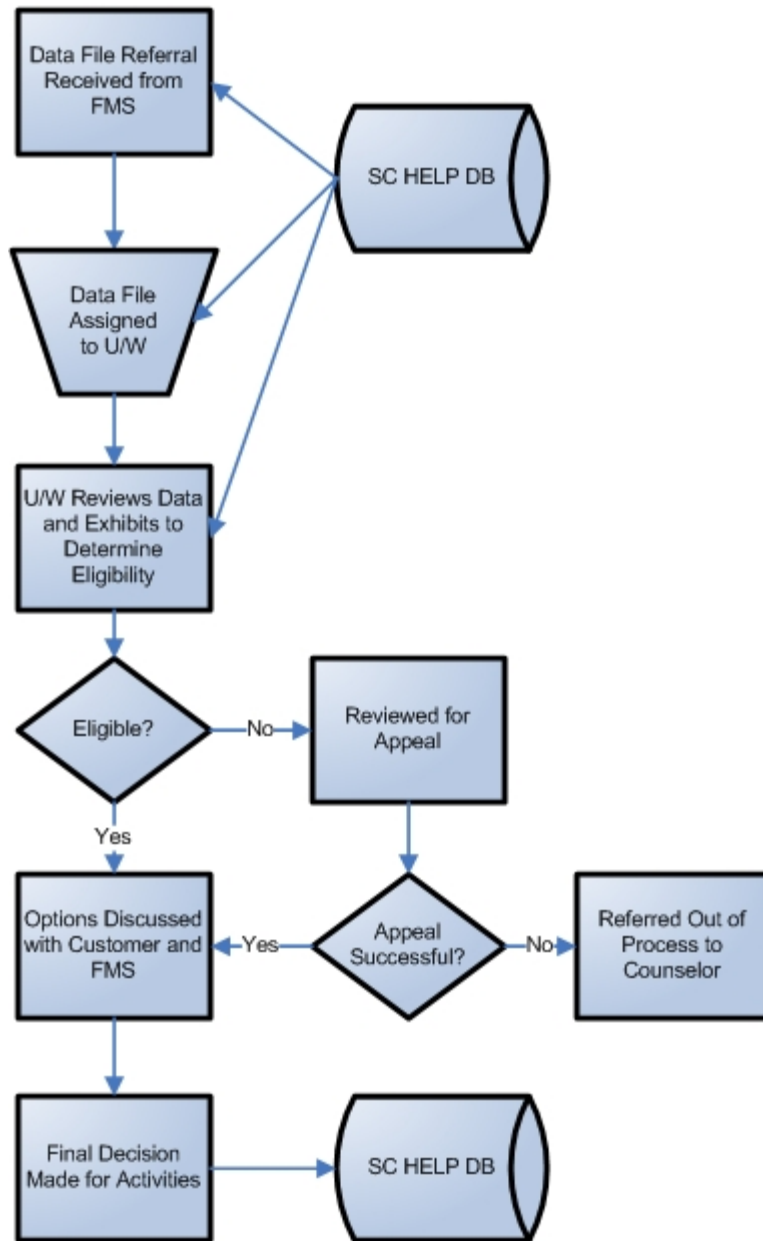 Data File Referral
Received from
FMS
SC HELP DB
Data File
Assigned
to U/W
U/W Reviews Data
and Exhibits to
Determine
Eligibility
Eligible?
No
Reviewed for
Appeal
Yes
Options Discussed
with Customer and
FMS
Yes
Appeal
Successful?
No
Referred Out of
Process to
Counselor
Final Decision
Made for Activities
SC HELP DB